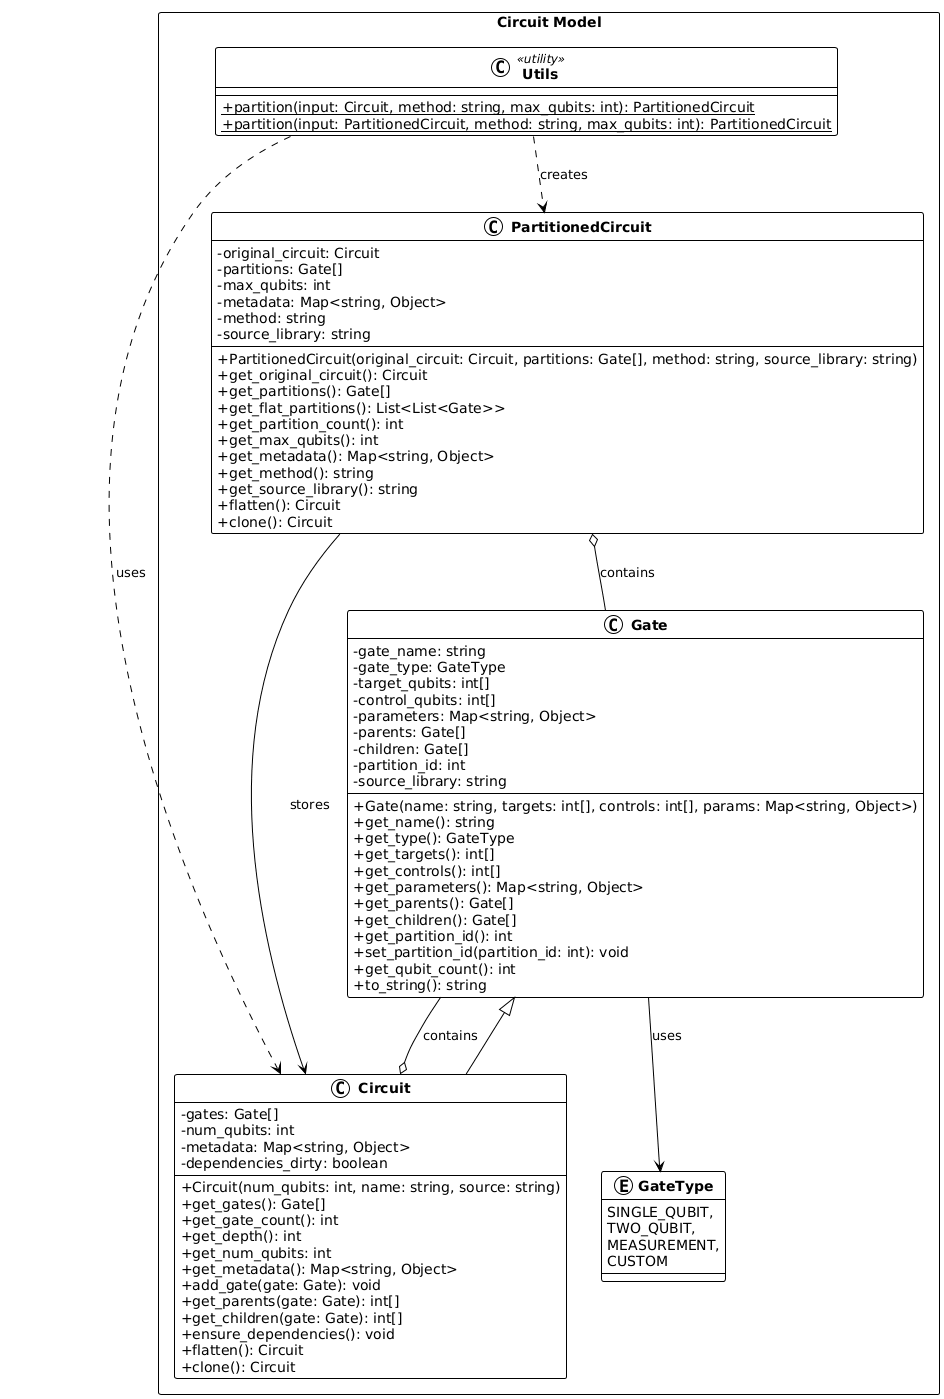 Circuit Model
C «utility»
Utils
+partition(input: Circuit, method: string, max_qubits: int): PartitionedCircuit
+partition(input: PartitionedCircuit, method: string, max_qubits: int): PartitionedCircuit
creates
C PartitionedCircuit
-original_circuit: Circuit
-partitions: Gate[]
-max_qubits: int
-metadata: Map<string, Object>
-method: string
-source_library: string
+PartitionedCircuit(original_circuit: Circuit, partitions: Gate[], method: string, source_library: string)
+get_original_circuit(): Circuit
+get_partitions(): Gate[]
+get_flat_partitions(): List<List<Gate>>
+get_partition_count(): int
+get_max_qubits(): int
+get_metadata(): Map<string, Object>
+get_method(): string
+get_source_library(): string
+flatten(): Circuit
+clone(): Circuit
uses
contains
C Gate
-gate_name: string
-gate_type: GateType
-target_qubits: int[]
-control_qubits: int[]
-parameters: Map<string, Object>
-parents: Gate[]
-children: Gate[]
-partition_id: int
-source_library: string
stores
+Gate(name: string, targets: int[], controls: int[], params: Map<string, Object>)
+get_name(): string
+get_type(): GateType
+get_targets(): int[]
+get_controls(): int[]
+get_parameters(): Map<string, Object>
+get_parents(): Gate[]
+get_children(): Gate[]
+get_partition_id(): int
+set_partition_id(partition_id: int): void
+get_qubit_count(): int
+to_string(): string
contains
uses
C Circuit
-gates: Gate[]
-num_qubits: int
-metadata: Map<string, Object>
-dependencies_dirty: boolean
+Circuit(num_qubits: int, name: string, source: string)
+get_gates(): Gate[]
+get_gate_count(): int
+get_depth(): int
+get_num_qubits: int
+get_metadata(): Map<string, Object>
+add_gate(gate: Gate): void
+get_parents(gate: Gate): int[]
+get_children(gate: Gate): int[]
+ensure_dependencies(): void
+flatten(): Circuit
+clone(): Circuit
E GateType
SINGLE_QUBIT,
TWO_QUBIT,
MEASUREMENT,
CUSTOM